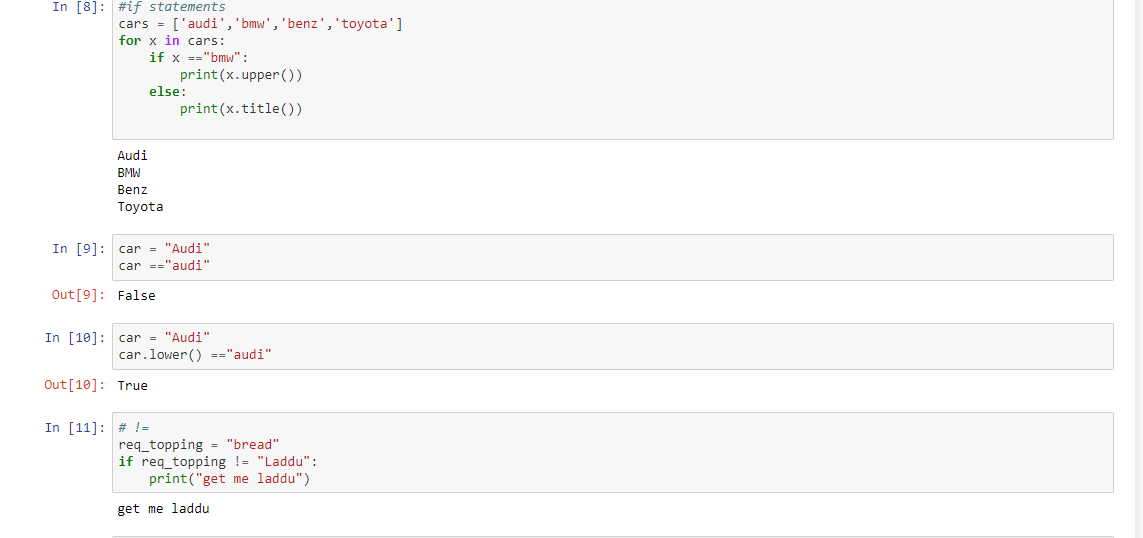 In [8]: #if statements
cars = ['audi','bmw','benz','toyota']
for x in cars:
    if x =="bmw":
        print(x.upper())
    else:
        print(x.title())
Audi
BMW
Benz
Toyota
In [9]: car = "Audi"
car =="audi"
Out[9]: False
In [10]: car = "Audi"
car.lower() =="audi"
Out[10]: True
In [11]: # !=
req_topping = "bread"
if req_topping != "Laddu":
    print("get me laddu")
get me laddu